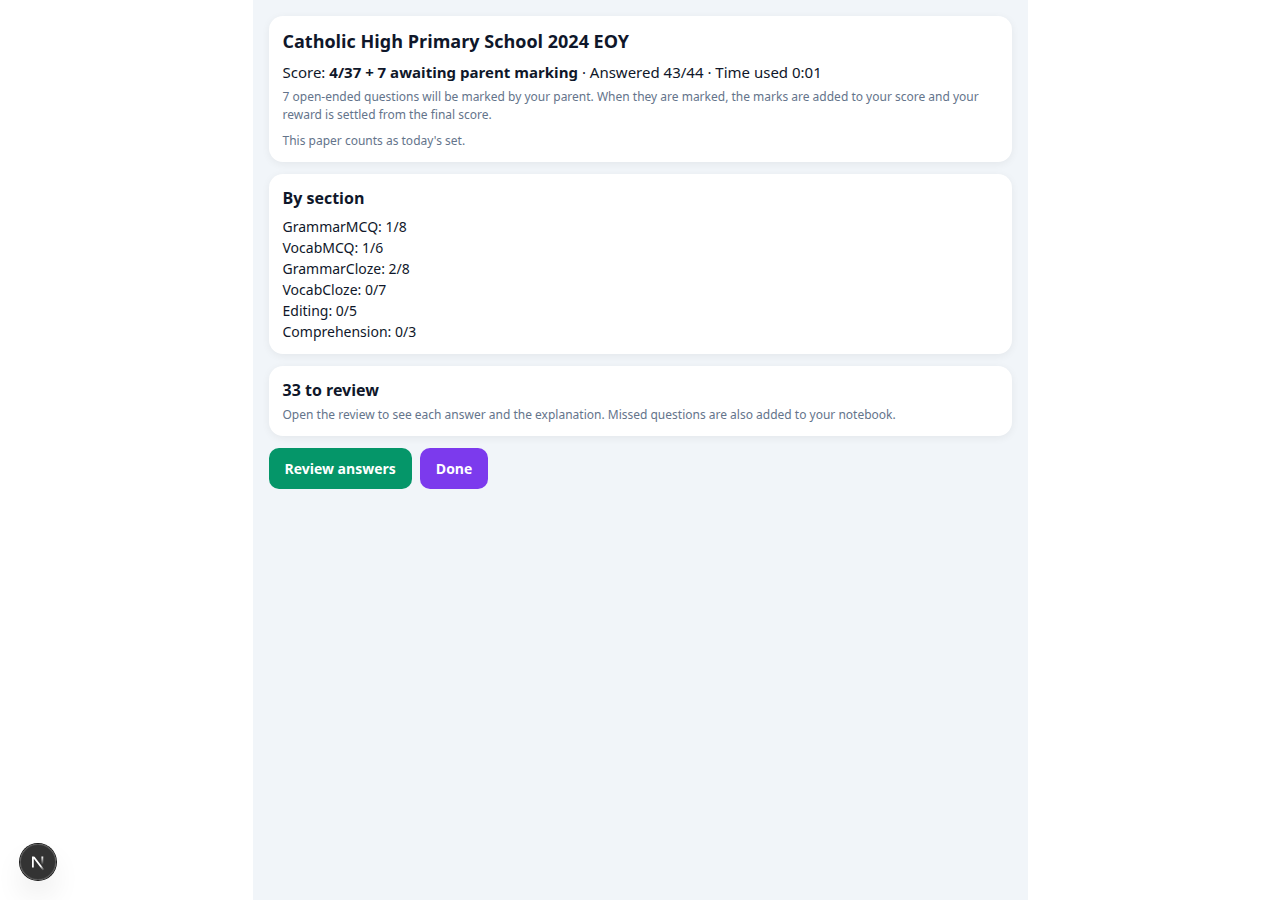 Catholic High Primary School 2024 EOY
Score: 4/37 + 7 awaiting parent marking · Answered 43/44 · Time used 0:01
7 open-ended questions will be marked by your parent. When they are marked, the marks are added to your score and your
reward is settled from the final score.
This paper counts as today's set.
By section
GrammarMCQ: 1/8
VocabMCQ: 1/6
GrammarCloze: 2/8
VocabCloze: 0/7
Editing: 0/5
Comprehension: 0/3
33 to review
Open the review to see each answer and the explanation. Missed questions are also added to your notebook.
Review answers
Done
N